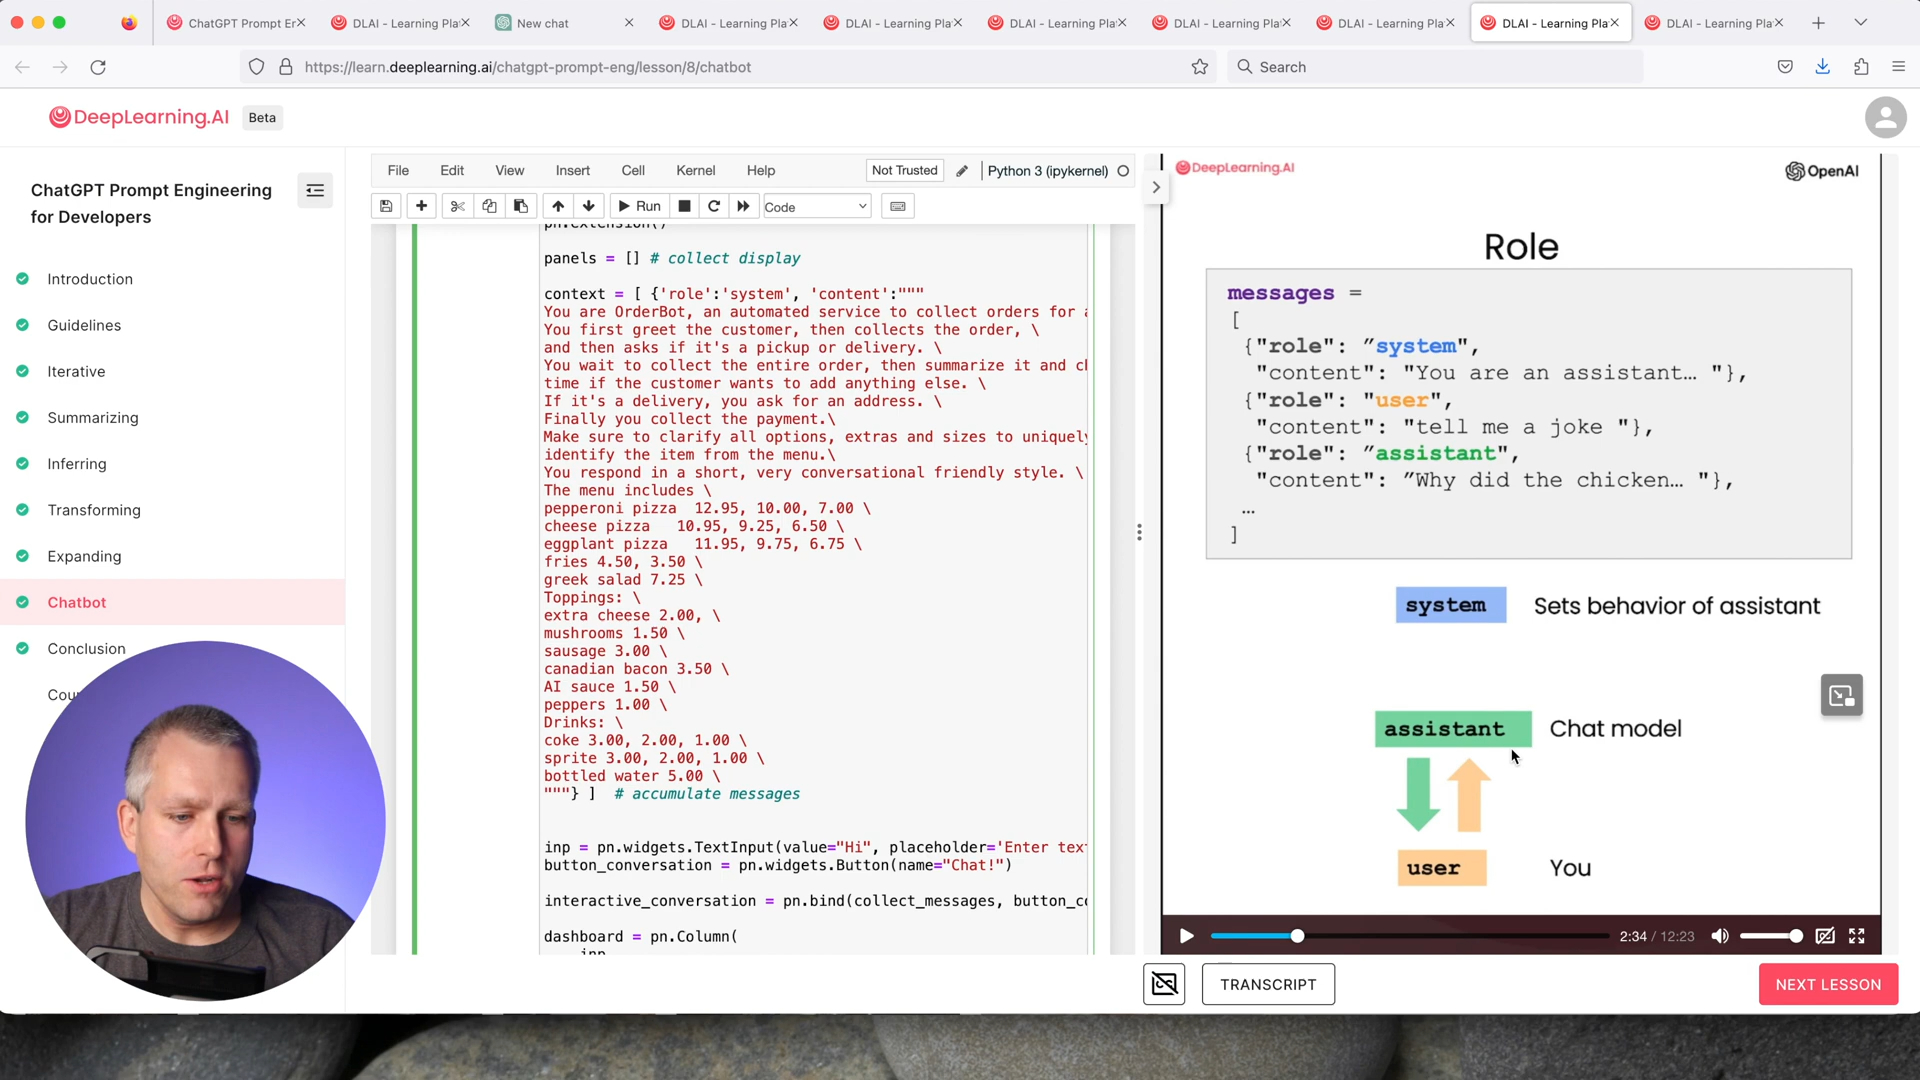 ChatGPT Prompt Er
DLAI - Learning Pla
New chat
DLAI - Learning Pla
DLAI - Learning Pla
DLAI - Learning Pla
DLAI - Learning Pla
DLAI - Learning Pla
DLAI - Learning Pla
DLAI - Learning Pla
https://learn.deeplearning.ai/chatgpt-prompt-eng/lesson/8/chatbot
Search
DeepLearning.AI
Beta
ChatGPT Prompt Engineering
for Developers
Introduction
Guidelines
Iterative
Summarizing
Inferring
Transforming
Expanding
Chatbot
Conclusion
File Edit View Insert Cell Kernel Help
Not Trusted
Python 3 (ipykernel)
Run
Code
pn.extension()
panels = [] # collect display
context = [ {'role':'system', 'content':"""
You are OrderBot, an automated service to collect orders for a
You first greet the customer, then collects the order, \
and then asks if it's a pickup or delivery. \
You wait to collect the entire order, then summarize it and ch
time if the customer wants to add anything else. \
If it's a delivery, you ask for an address. \
Finally you collect the payment.\
Make sure to clarify all options, extras and sizes to uniquely
identify the item from the menu.\
You respond in a short, very conversational friendly style. \
The menu includes \
pepperoni pizza  12.95, 10.00, 7.00 \
cheese pizza   10.95, 9.25, 6.50 \
eggplant pizza   11.95, 9.75, 6.75 \
fries 4.50, 3.50 \
greek salad 7.25 \
Toppings: \
extra cheese 2.00, \
mushrooms 1.50 \
sausage 3.00 \
canadian bacon 3.50 \
AI sauce 1.50 \
peppers 1.00 \
Drinks: \
coke 3.00, 2.00, 1.00 \
sprite 3.00, 2.00, 1.00 \
bottled water 5.00 \
"""} ]  # accumulate messages
inp = pn.widgets.TextInput(value="Hi", placeholder='Enter tex
button_conversation = pn.widgets.Button(name="Chat!")
interactive_conversation = pn.bind(collect_messages, button_co
dashboard = pn.Column(
DeepLearning.AI
OpenAI
Role
messages =
[
{"role": "system",
"content": "You are an assistant… "},
{"role": "user",
"content": "tell me a joke "},
{"role": "assistant",
"content": "Why did the chicken… "},
…
]
system Sets behavior of assistant
assistant Chat model
user You
2:34 / 12:23
TRANSCRIPT
NEXT LESSON